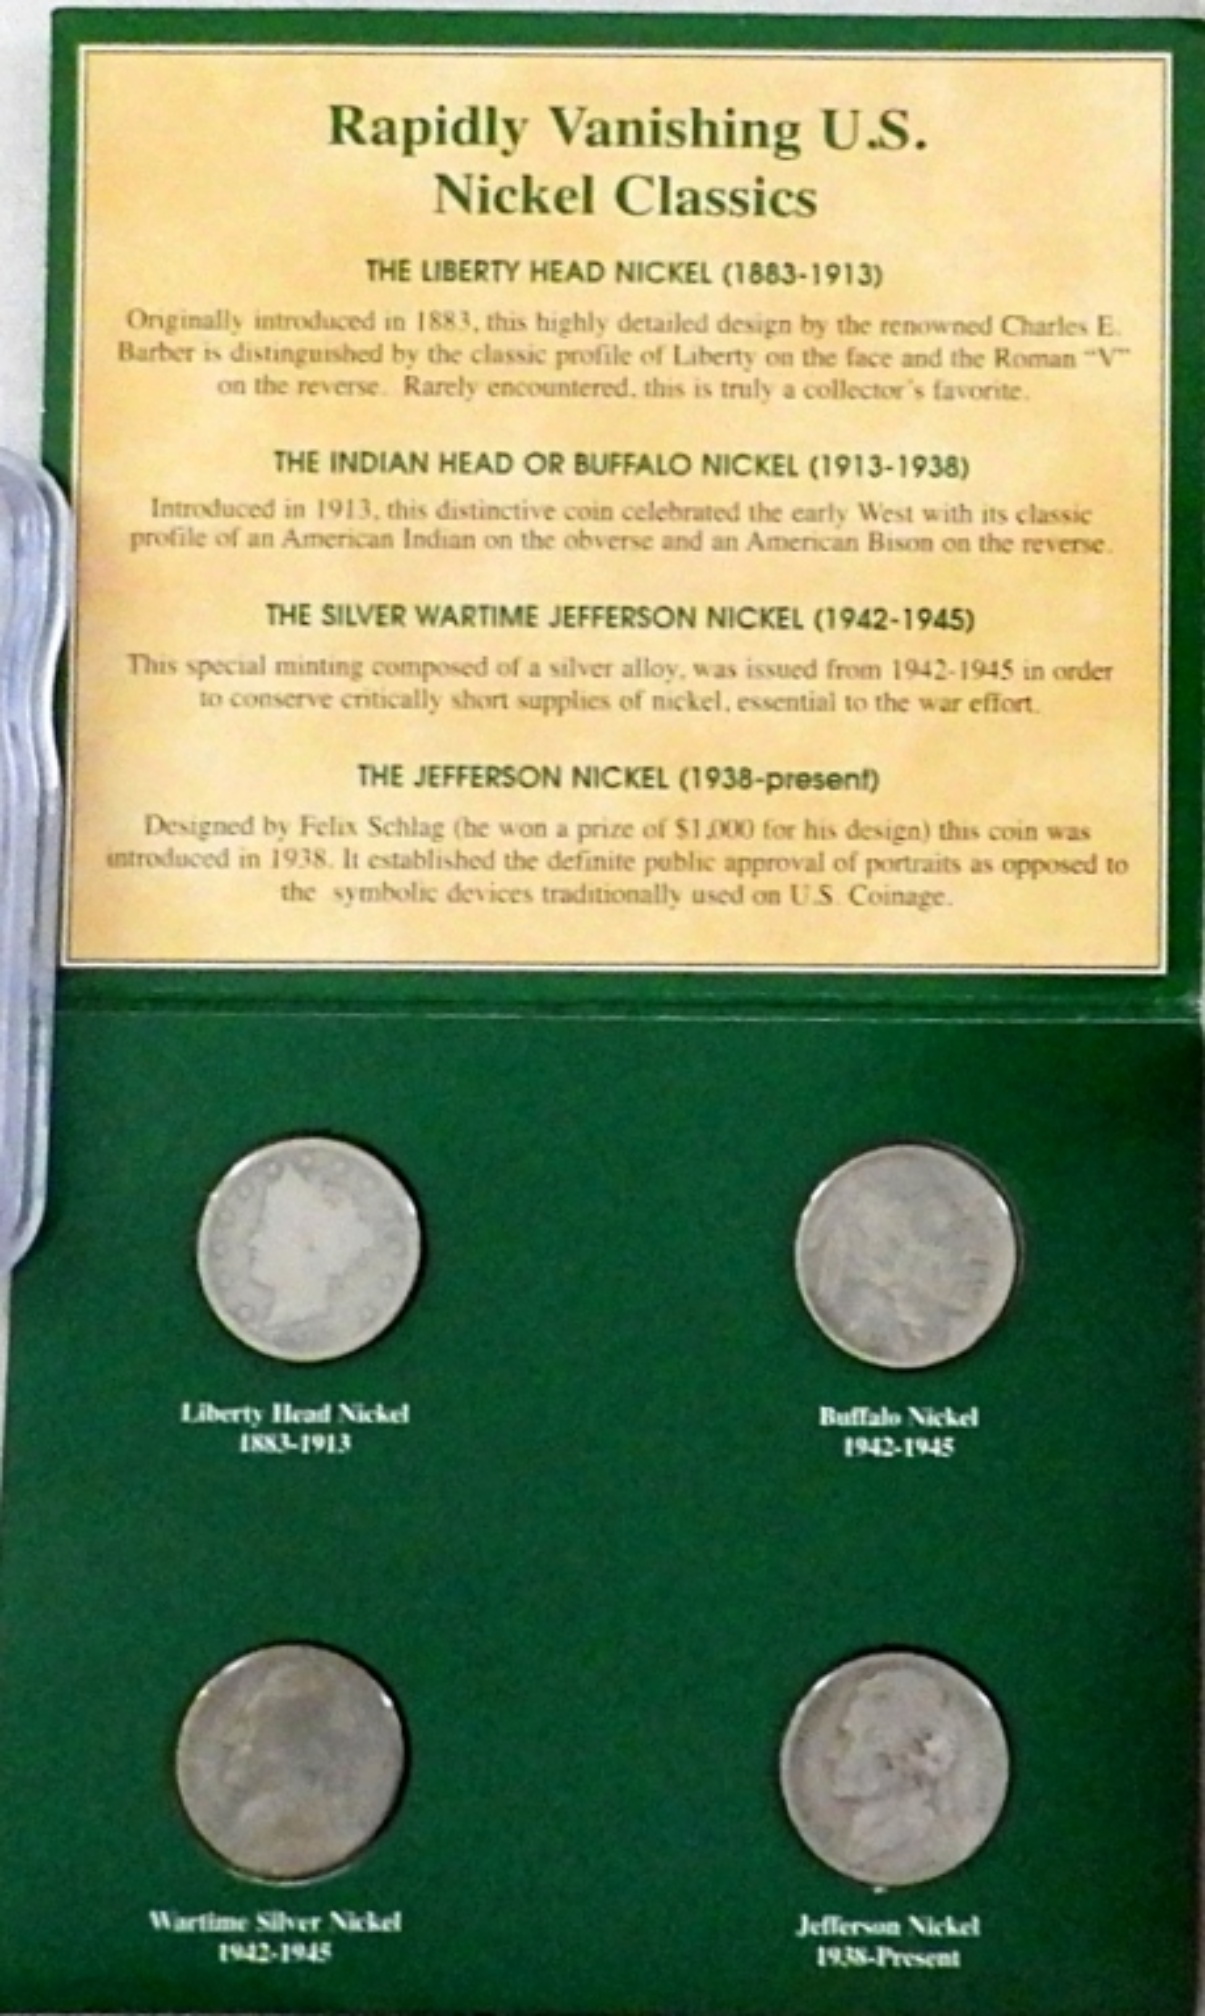 Rapidly Vanishing U.S.
Nickel Classics
THE LIBERTY HEAD NICKEL (1883-1913)
Originally introduced in 1883, this highly detailed design by the renowned Charles E.
Barber is distinguished by the classic profile of Liberty on the face and the Roman “V”
on the reverse. Rarely encountered, this is truly a collector's favorite.
THE INDIAN HEAD OR BUFFALO NICKEL (1913-1938)
Introduced in 1913, this distinctive coin celebrated the early West with its classic
profile of an American Indian on the obverse and an American Bison on the reverse.
THE SILVER WARTIME JEFFERSON NICKEL (1942-1945)
This special minting composed of a silver alloy, was issued from 1942-1945 in order
to conserve critically short supplies of nickel, essential to the war effort.
THE JEFFERSON NICKEL (1938-present)
Designed by Felix Schlag (he won a prize of $1,000 for his design) this coin was
introduced in 1938. It established the definite public approval of portraits as opposed to
the symbolic devices traditionally used on U.S. Coinage.
Liberty Head Nickel
1883-1913
Buffalo Nickel
1942-1945
Wartime Silver Nickel
1942-1945
Jefferson Nickel
1938-Present